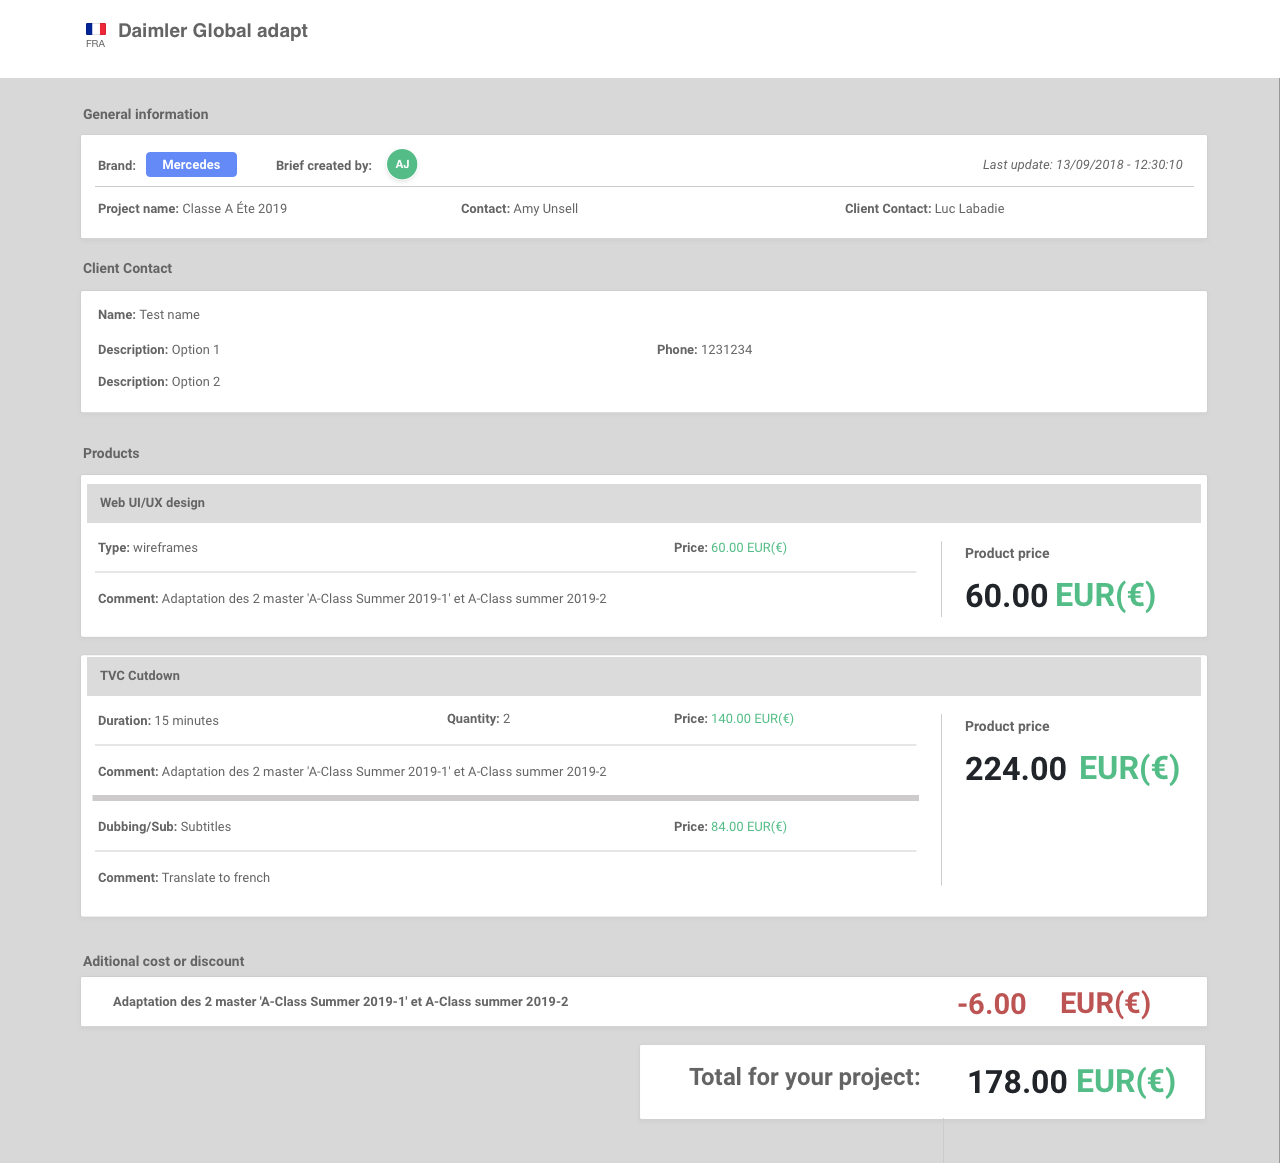 Daimler Global adapt
FRA
General information
Brand: Mercedes Brief created by: AJ Last update: 13/09/2018 - 12:30:10
Project name: Classe A Éte 2019 Contact: Amy Unsell Client Contact: Luc Labadie
Client Contact
Name: Test name
Description: Option 1 Phone: 1231234
Description: Option 2
Products
Web UI/UX design
Type: wireframes Price: 60.00 EUR(€)
Product price
Comment: Adaptation des 2 master 'A-Class Summer 2019-1' et A-Class summer 2019-2
60.00 EUR(€)
TVC Cutdown
Duration: 15 minutes Quantity: 2 Price: 140.00 EUR(€)
Product price
Comment: Adaptation des 2 master 'A-Class Summer 2019-1' et A-Class summer 2019-2
224.00 EUR(€)
Dubbing/Sub: Subtitles Price: 84.00 EUR(€)
Comment: Translate to french
Aditional cost or discount
Adaptation des 2 master 'A-Class Summer 2019-1' et A-Class summer 2019-2 -6.00 EUR(€)
Total for your project: 178.00 EUR(€)